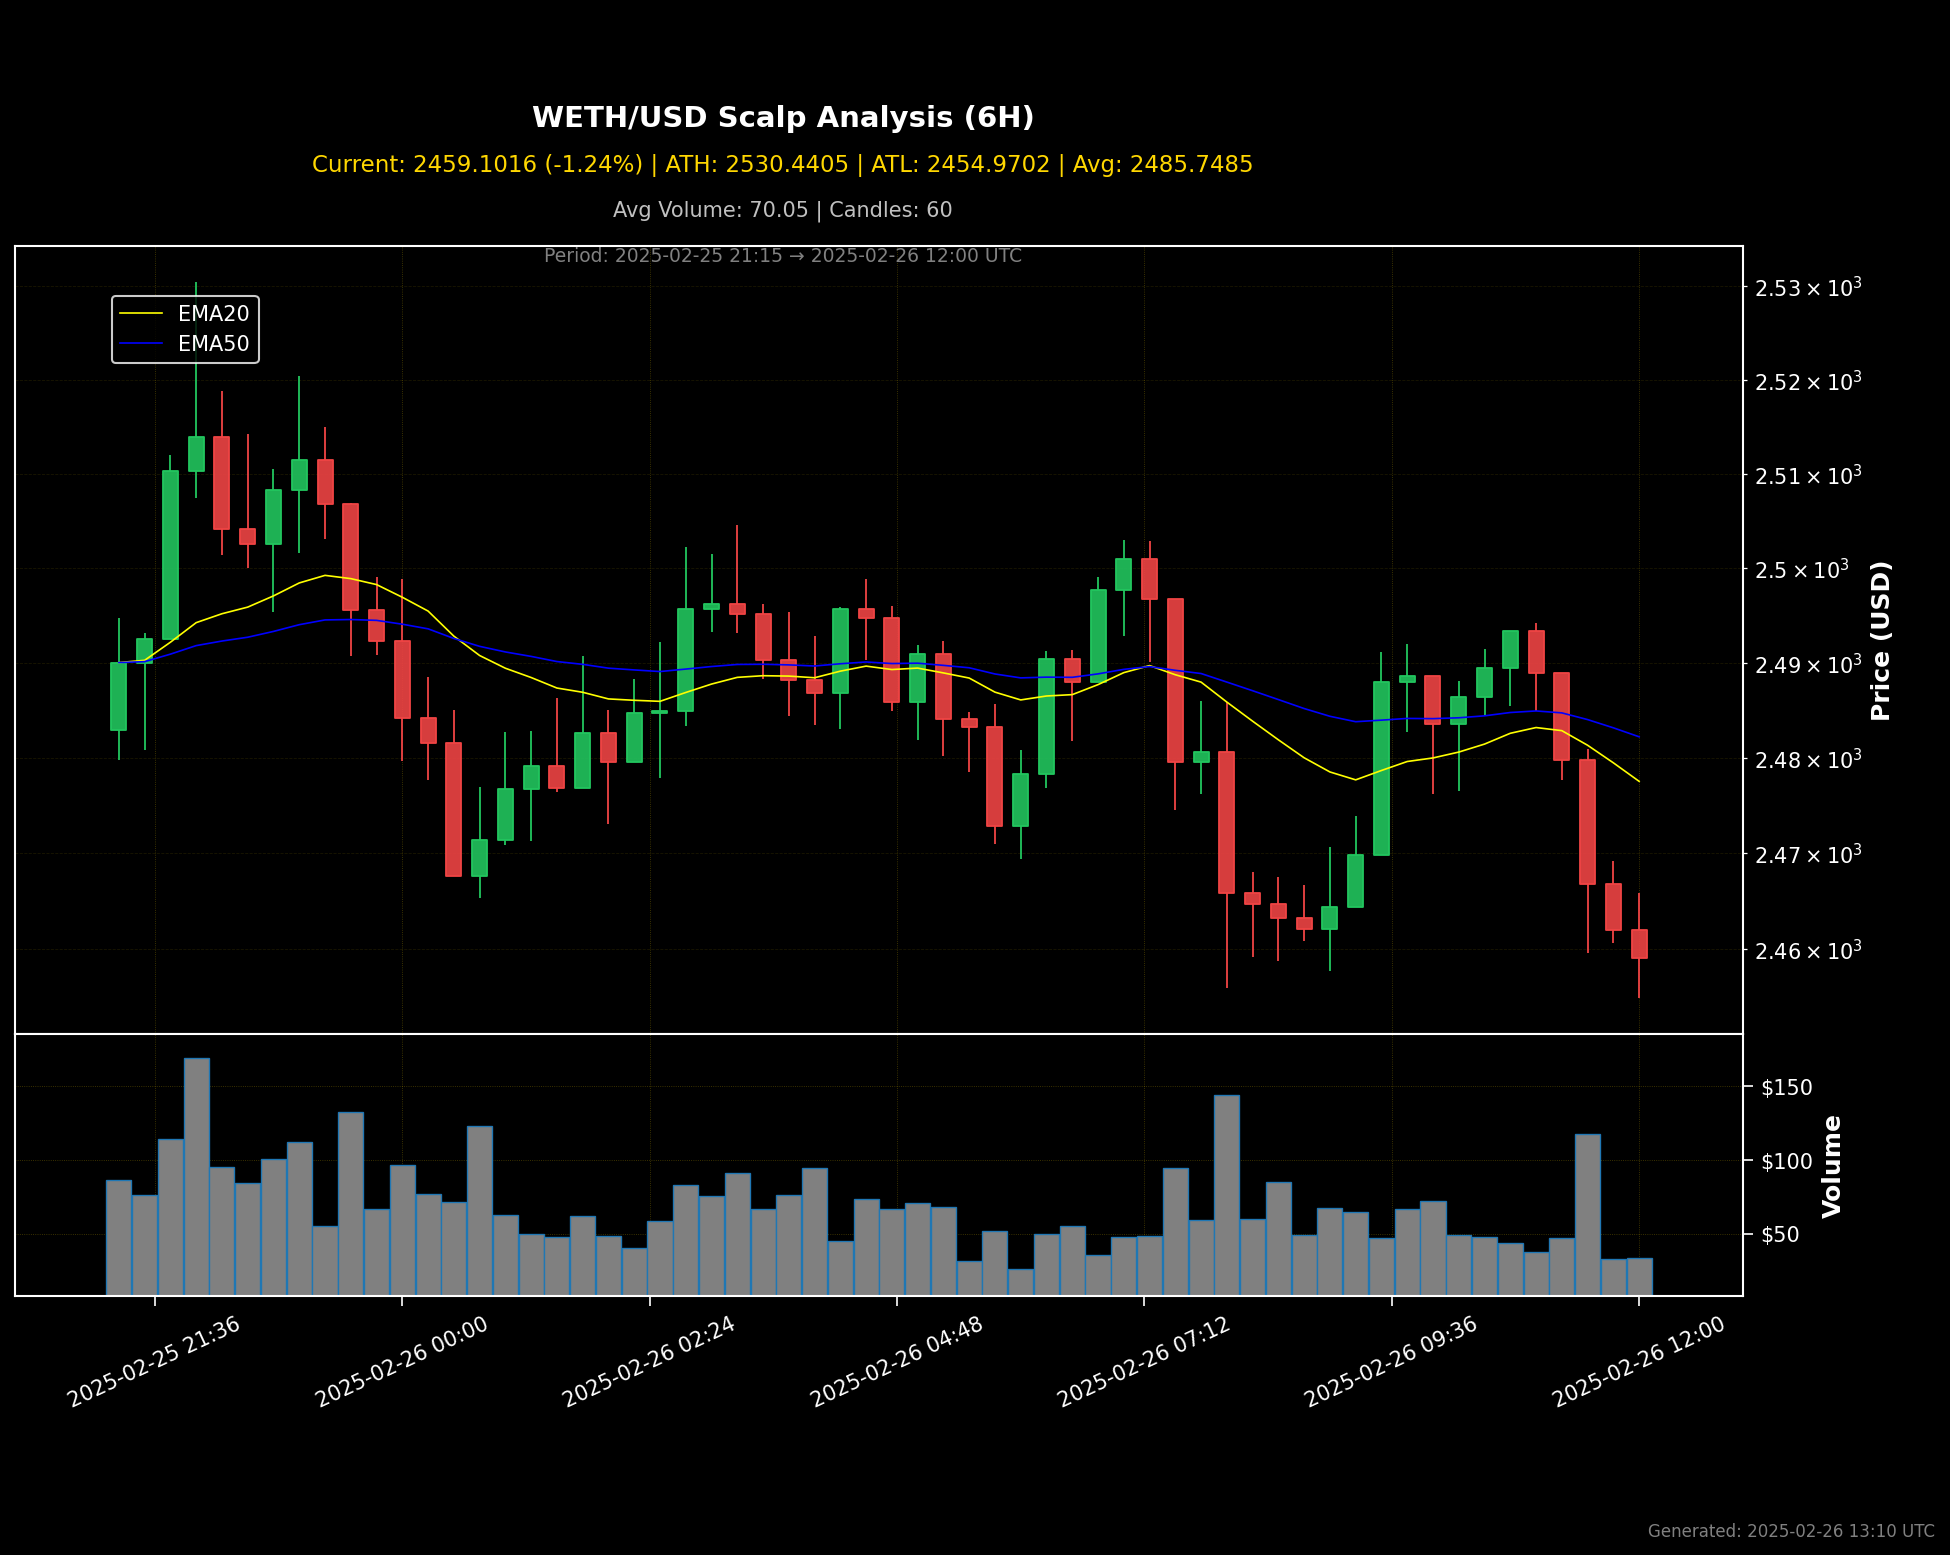 WETH/USD Scalp Analysis (6H)
Current: 2459.1016 (-1.24%) | ATH: 2530.4405 | ATL: 2454.9702 | Avg: 2485.7485
Avg Volume: 70.05 | Candles: 60
Period: 2025-02-25 21:15 → 2025-02-26 12:00 UTC
EMA20
EMA50
2.53 × 10³
2.52 × 10³
2.51 × 10³
2.5 × 10³
2.49 × 10³
2.48 × 10³
2.47 × 10³
2.46 × 10³
Price (USD)
$150
$100
$50
Volume
2025-02-25 21:36
2025-02-26 00:00
2025-02-26 02:24
2025-02-26 04:48
2025-02-26 07:12
2025-02-26 09:36
2025-02-26 12:00
Generated: 2025-02-26 13:10 UTC